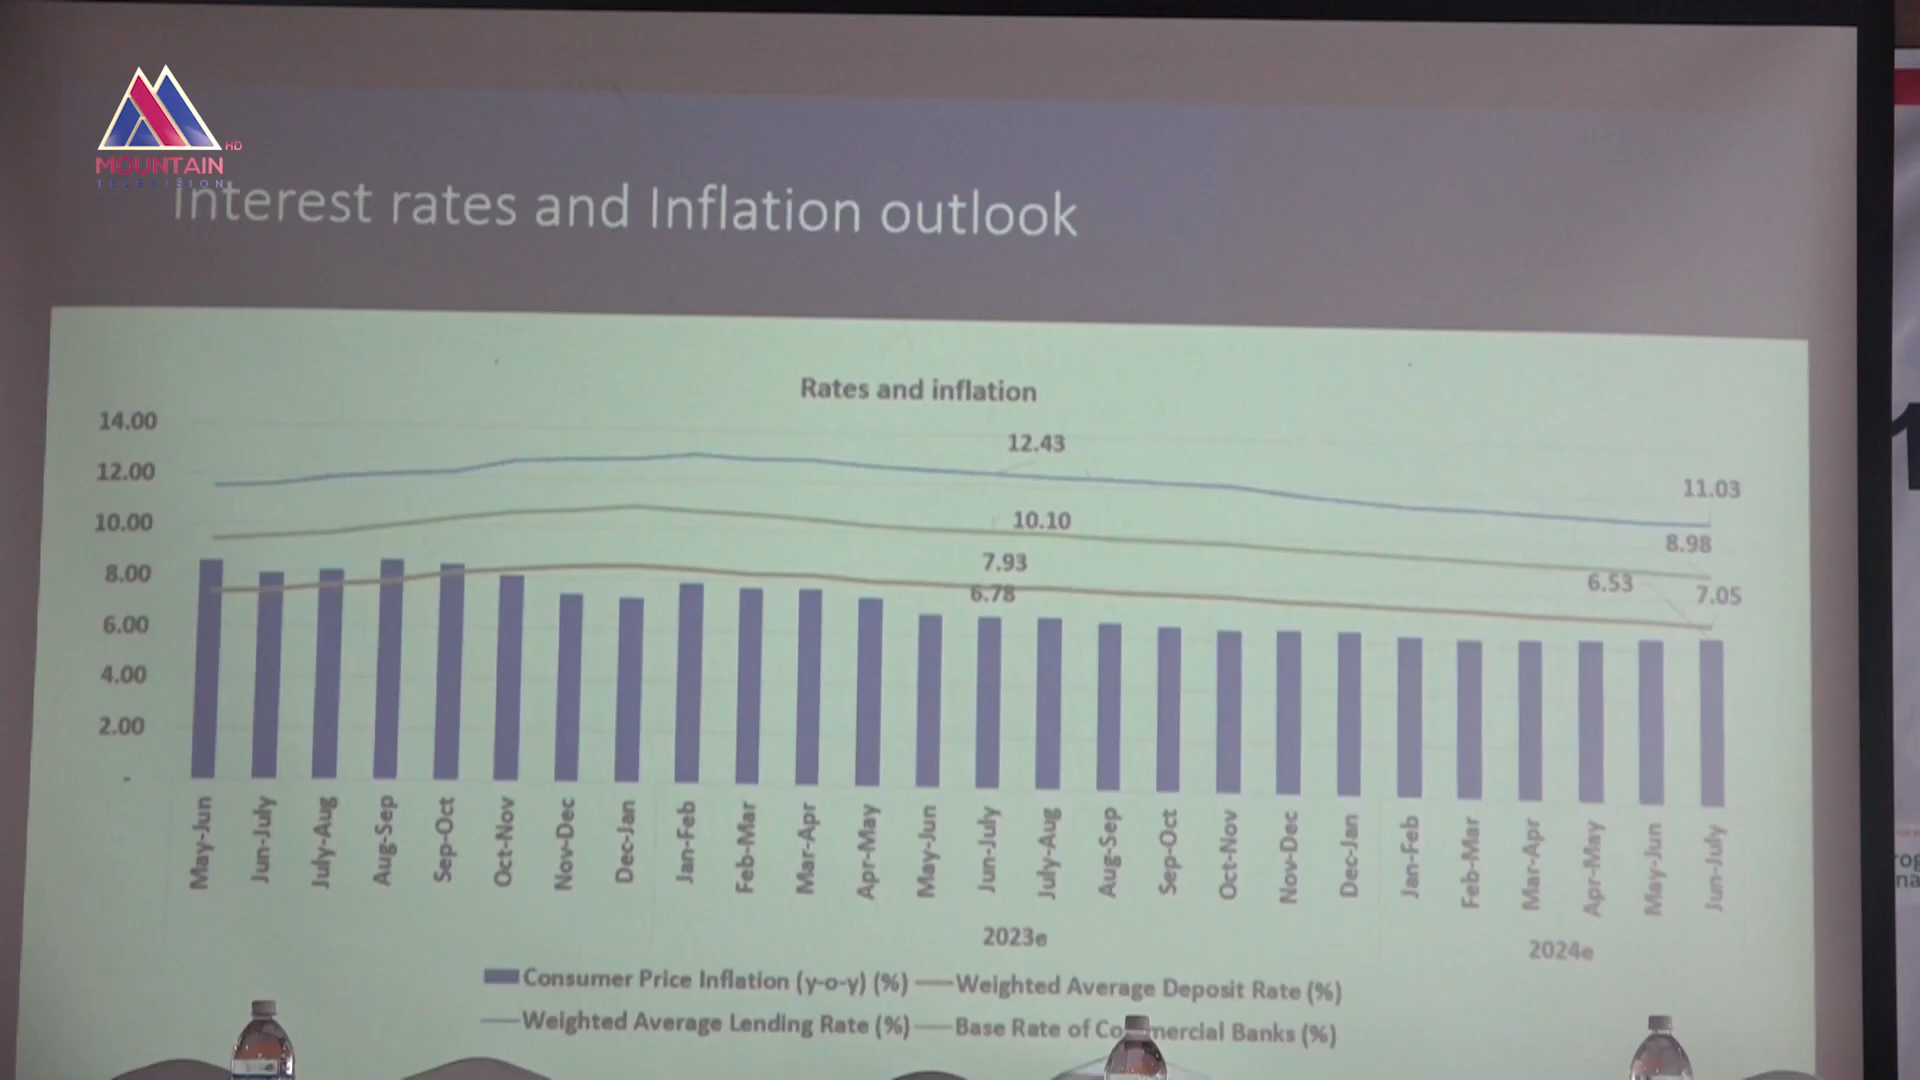 HD
MOUNTAIN
TELEVISION
Interest rates and Inflation outlook
Rates and inflation
14.00
12.00
10.00
8.00
6.00
4.00
2.00
-
12.43
11.03
10.10
8.98
7.93
6.53
7.05
6.78
May-Jun
Jun-July
July-Aug
Aug-Sep
Sep-Oct
Oct-Nov
Nov-Dec
Dec-Jan
Jan-Feb
Feb-Mar
Mar-Apr
Apr-May
May-Jun
Jun-July
July-Aug
Aug-Sep
Sep-Oct
Oct-Nov
Nov-Dec
Dec-Jan
Jan-Feb
Feb-Mar
Mar-Apr
Apr-May
May-Jun
Jun-July
2023e
2024e
Consumer Price Inflation (y-o-y) (%)
Weighted Average Deposit Rate (%)
Weighted Average Lending Rate (%)
Base Rate of Commercial Banks (%)